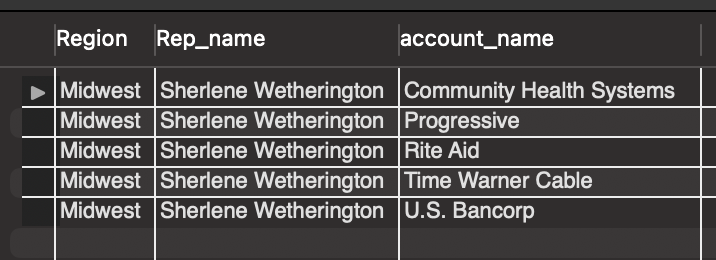 Region Rep_name account_name
Midwest Sherlene Wetherington Community Health Systems
Midwest Sherlene Wetherington Progressive
Midwest Sherlene Wetherington Rite Aid
Midwest Sherlene Wetherington Time Warner Cable
Midwest Sherlene Wetherington U.S. Bancorp